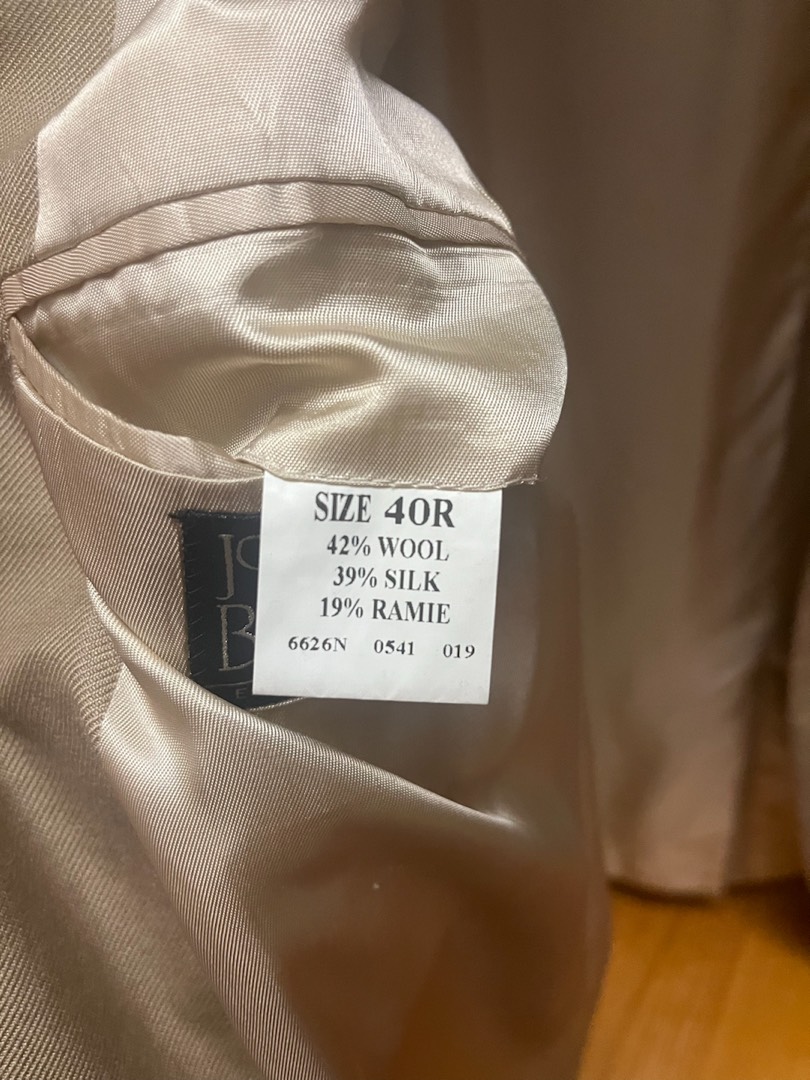 SIZE 40R
42% WOOL
39% SILK
19% RAMIE
6626N 0541 019